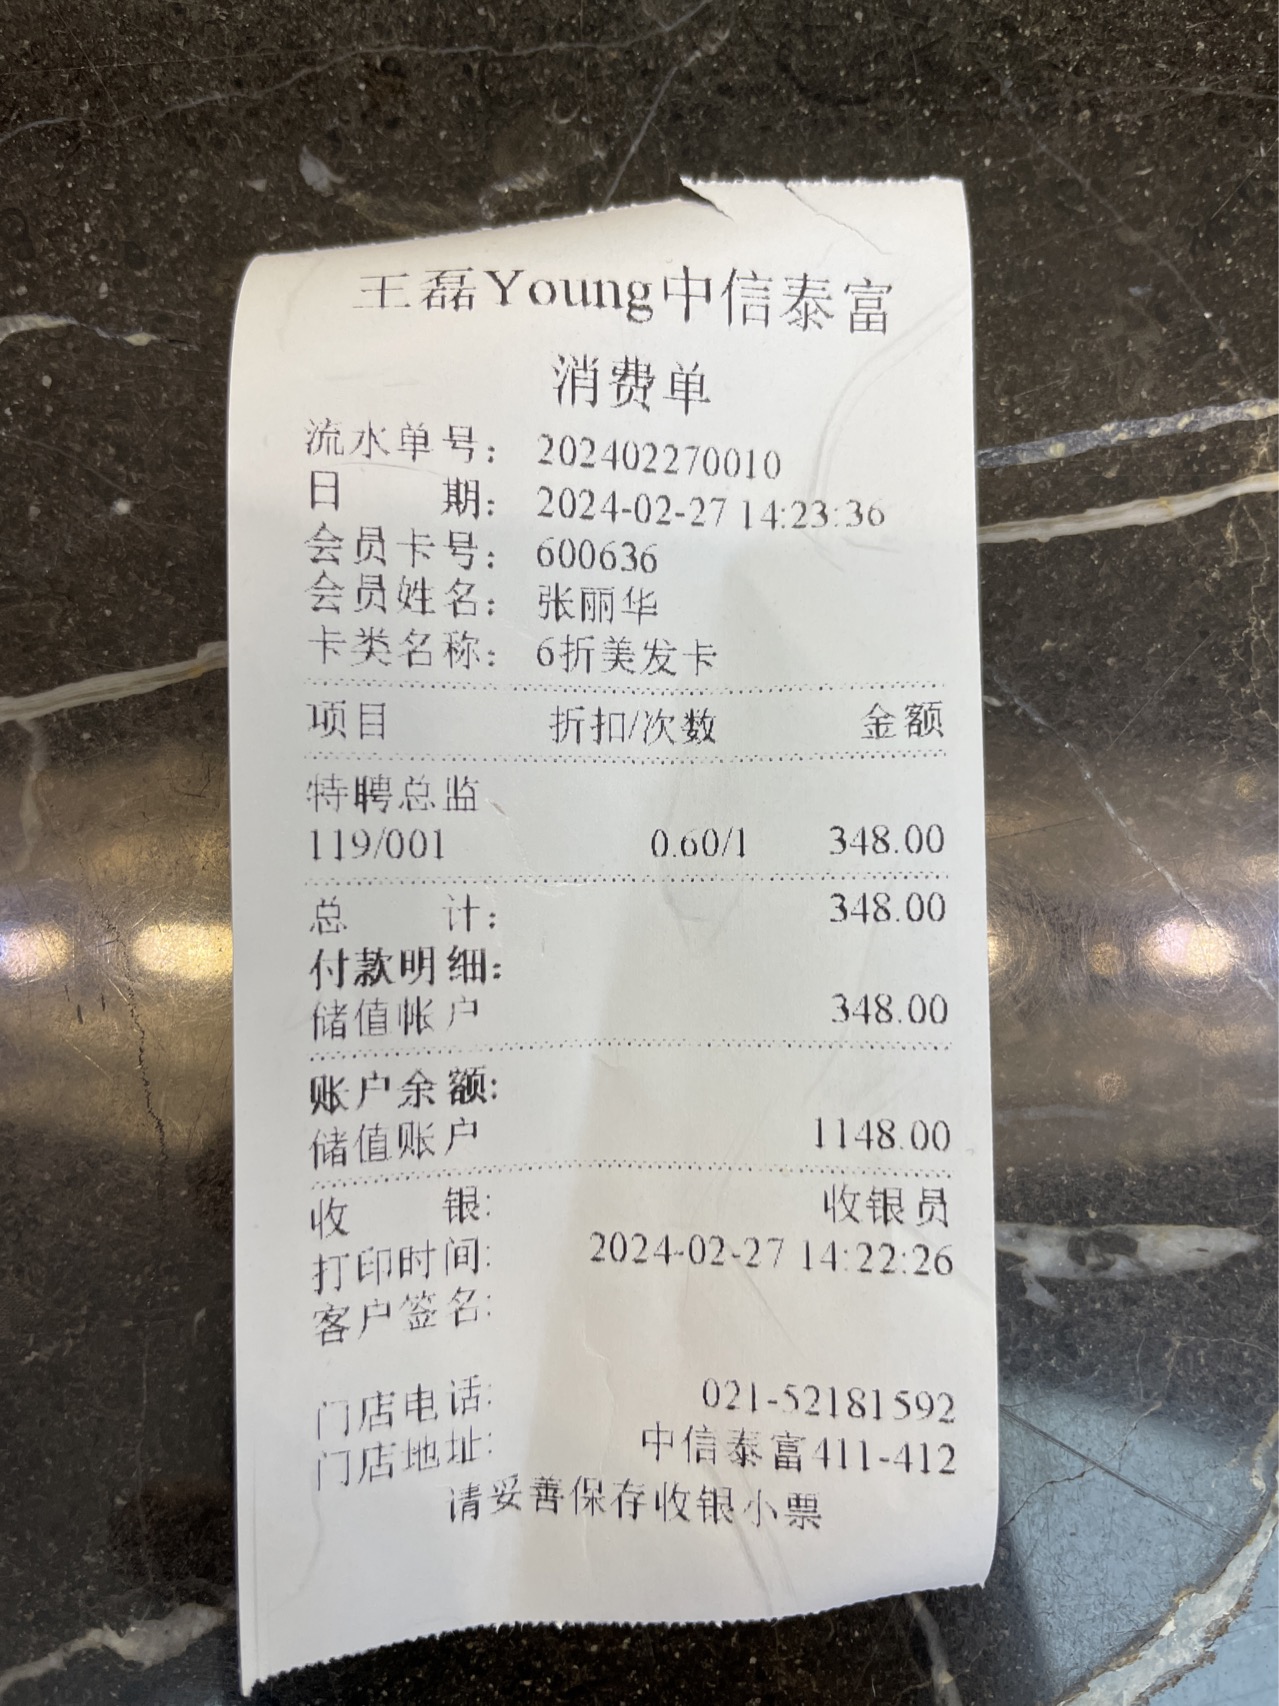 王磊Young中信泰富
消费单
流水单号： 202402270010
日 期： 2024-02-27 14:23:36
会员卡号： 600636
会员姓名： 张丽华
卡类名称： 6折美发卡
项目 折扣/次数 金额
特聘总监
119/001 0.60/1 348.00
总 计： 348.00
付款明细：
储值帐户 348.00
账户余额：
储值账户 1148.00
收 银： 收银员
打印时间： 2024-02-27 14:22:26
客户签名：
门店电话： 021-52181592
门店地址： 中信泰富411-412
请妥善保存收银小票